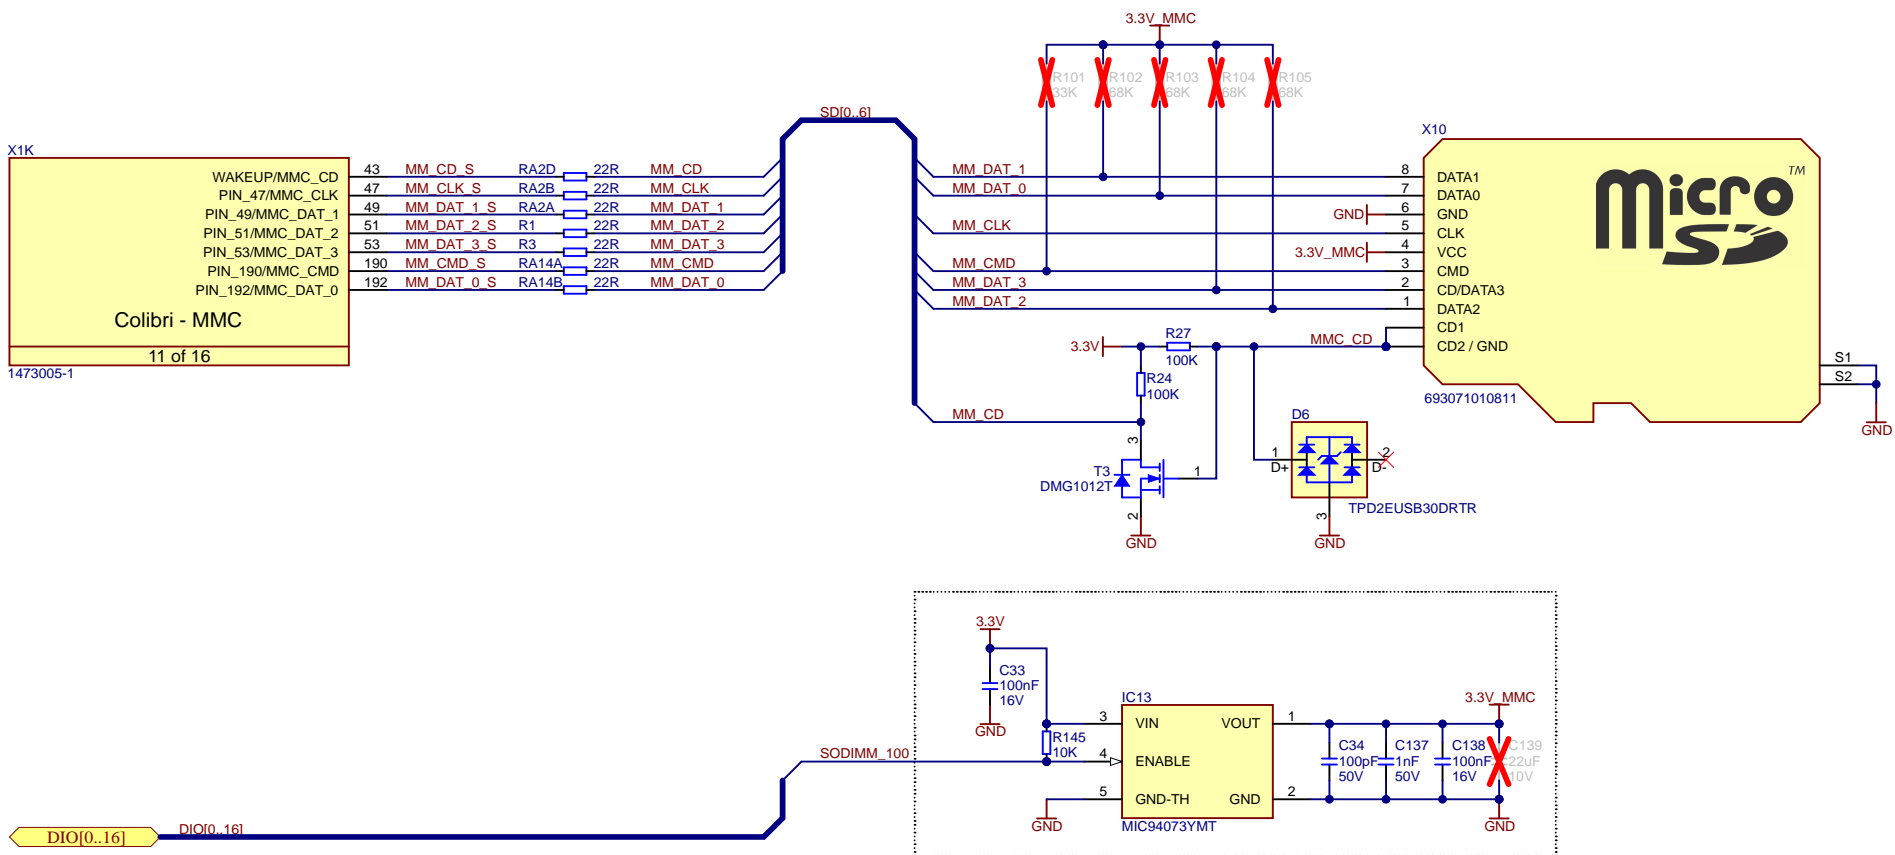 3.3V_MMC
R101
33K
R102
68K
R103
68K
R104
68K
R105
68K
SD[0..6]
X1K
WAKEUP/MMC_CD 43 MM_CD_S RA2D 22R MM_CD
PIN_47/MMC_CLK 47 MM_CLK_S RA2B 22R MM_CLK
PIN_49/MMC_DAT_1 49 MM_DAT_1_S RA2A 22R MM_DAT_1
PIN_51/MMC_DAT_2 51 MM_DAT_2_S R1 22R MM_DAT_2
PIN_53/MMC_DAT_3 53 MM_DAT_3_S R3 22R MM_DAT_3
PIN_190/MMC_CMD 190 MM_CMD_S RA14A 22R MM_CMD
PIN_192/MMC_DAT_0 192 MM_DAT_0_S RA14B 22R MM_DAT_0
Colibri - MMC
11 of 16
1473005-1
X10
MM_DAT_1 8 DATA1
MM_DAT_0 7 DATA0
GND 6 GND
MM_CLK 5 CLK
3.3V_MMC 4 VCC
MM_CMD 3 CMD
MM_DAT_3 2 CD/DATA3
MM_DAT_2 1 DATA2
CD1
MMC_CD CD2 / GND
Micro SD TM
693071010811
S1
S2
GND
3.3V
R27
100K
R24
100K
MM_CD
3
T3
DMG1012T
1
2
GND
D6
1
D+
2
D-
TPD2EUSB30DRTR
3
GND
3.3V
C33
100nF
16V
GND
R145
10K
SODIMM_100
IC13
3 VIN VOUT 1
4 ENABLE
5 GND-TH GND 2
MIC94073YMT
GND
3.3V_MMC
C34
100pF
50V
C137
1nF
50V
C138
100nF
16V
C139
22uF
10V
GND
DIO[0..16]
DIO[0..16]